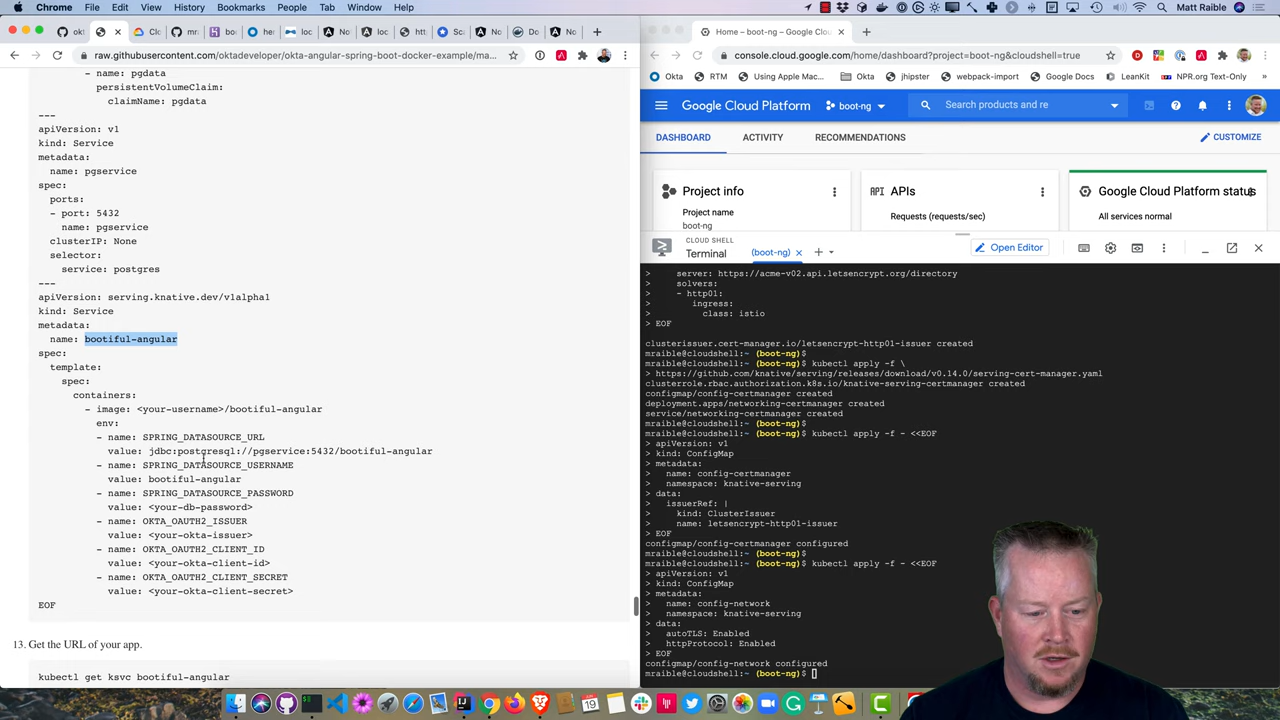 Chrome File Edit View History Bookmarks People Tab Window Help
Matt Raible
Home – boot-ng – Google Clou
raw.githubusercontent.com/oktadeveloper/okta-angular-spring-boot-docker-example/ma...
console.cloud.google.com/home/dashboard?project=boot-ng&cloudshell=true
Okta RTM Using Apple Mac... Okta jhipster webpack-import Google Docs LeanKit NPR.org Text-Only »
- name: pgdata
persistentVolumeClaim:
claimName: pgdata
---
apiVersion: v1
kind: Service
metadata:
name: pgservice
spec:
ports:
- port: 5432
name: pgservice
clusterIP: None
selector:
service: postgres
---
apiVersion: serving.knative.dev/v1alpha1
kind: Service
metadata:
name: bootiful-angular
spec:
template:
spec:
containers:
- image: <your-username>/bootiful-angular
env:
- name: SPRING_DATASOURCE_URL
value: jdbc:postgresql://pgservice:5432/bootiful-angular
- name: SPRING_DATASOURCE_USERNAME
value: bootiful-angular
- name: SPRING_DATASOURCE_PASSWORD
value: <your-db-password>
- name: OKTA_OAUTH2_ISSUER
value: <your-okta-issuer>
- name: OKTA_OAUTH2_CLIENT_ID
value: <your-okta-client-id>
- name: OKTA_OAUTH2_CLIENT_SECRET
value: <your-okta-client-secret>
EOF
13. Get the URL of your app.
kubectl get ksvc bootiful-angular
Google Cloud Platform
boot-ng
Search products and re
DASHBOARD ACTIVITY RECOMMENDATIONS
CUSTOMIZE
Project info
Project name
boot-ng
API APIs
Requests (requests/sec)
Google Cloud Platform status
All services normal
CLOUD SHELL
Terminal
(boot-ng)
Open Editor
> server: https://acme-v02.api.letsencrypt.org/directory
> solvers:
> - http01:
> ingress:
> class: istio
> EOF
clusterissuer.cert-manager.io/letsencrypt-http01-issuer created
mraible@cloudshell:~ (boot-ng)$
mraible@cloudshell:~ (boot-ng)$ kubectl apply -f \
> https://github.com/knative/serving/releases/download/v0.14.0/serving-cert-manager.yaml
clusterrole.rbac.authorization.k8s.io/knative-serving-certmanager created
configmap/config-certmanager created
deployment.apps/networking-certmanager created
service/networking-certmanager created
mraible@cloudshell:~ (boot-ng)$
mraible@cloudshell:~ (boot-ng)$ kubectl apply -f - <<EOF
> apiVersion: v1
> kind: ConfigMap
> metadata:
> name: config-certmanager
> namespace: knative-serving
> data:
> issuerRef: |
> kind: ClusterIssuer
> name: letsencrypt-http01-issuer
> EOF
configmap/config-certmanager configured
mraible@cloudshell:~ (boot-ng)$
mraible@cloudshell:~ (boot-ng)$ kubectl apply -f - <<EOF
> apiVersion: v1
> kind: ConfigMap
> metadata:
> name: config-network
> namespace: knative-serving
> data:
> autoTLS: Enabled
> httpProtocol: Enabled
> EOF
configmap/config-network configured
mraible@cloudshell:~ (boot-ng)$